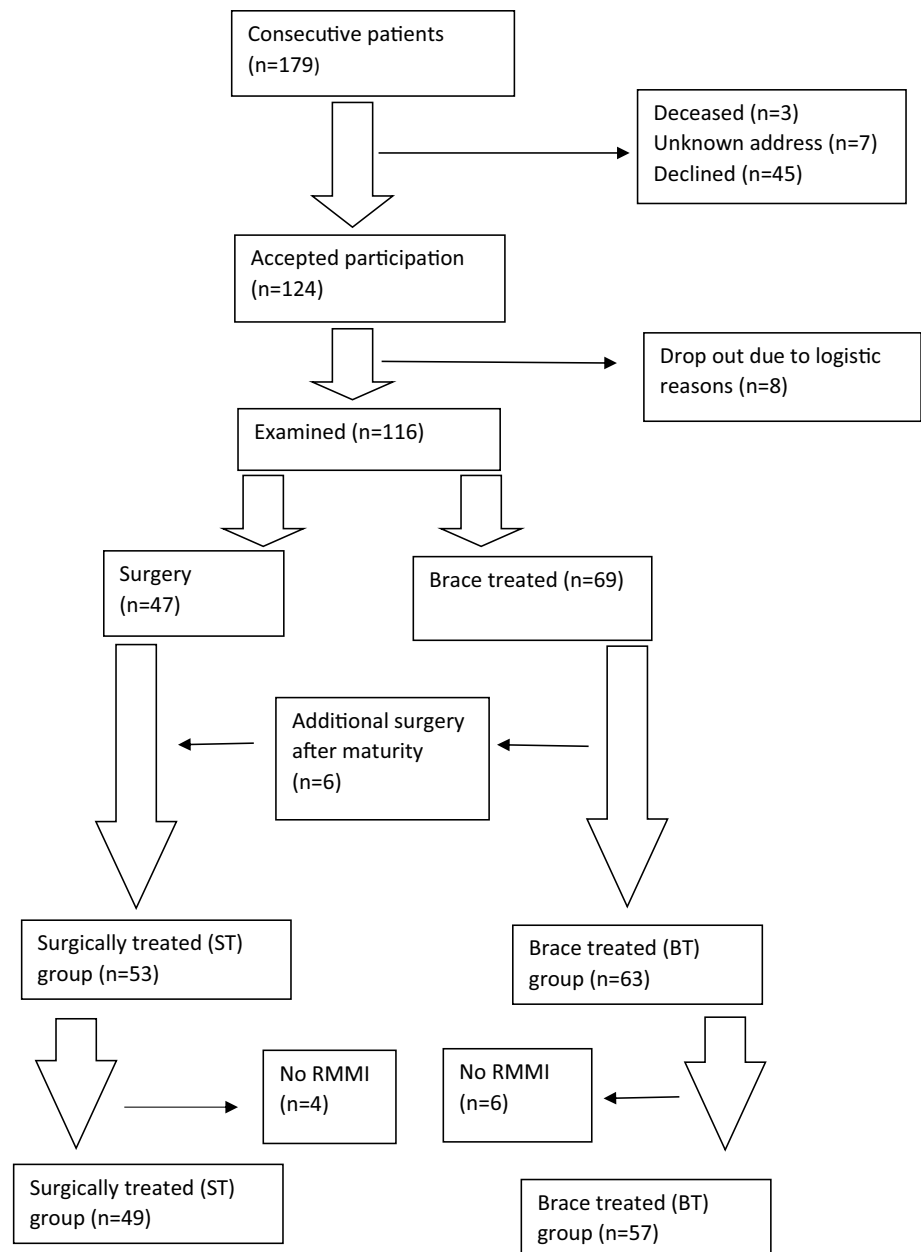 Consecutive patients
(n=179)
Deceased (n=3)
Unknown address (n=7)
Declined (n=45)
Accepted participation
(n=124)
Drop out due to logistic
reasons (n=8)
Examined (n=116)
Surgery
(n=47)
Brace treated (n=69)
Additional surgery
after maturity
(n=6)
Surgically treated (ST)
group (n=53)
Brace treated (BT)
group (n=63)
No RMMI
(n=4)
No RMMI
(n=6)
Surgically treated (ST)
group (n=49)
Brace treated (BT)
group (n=57)